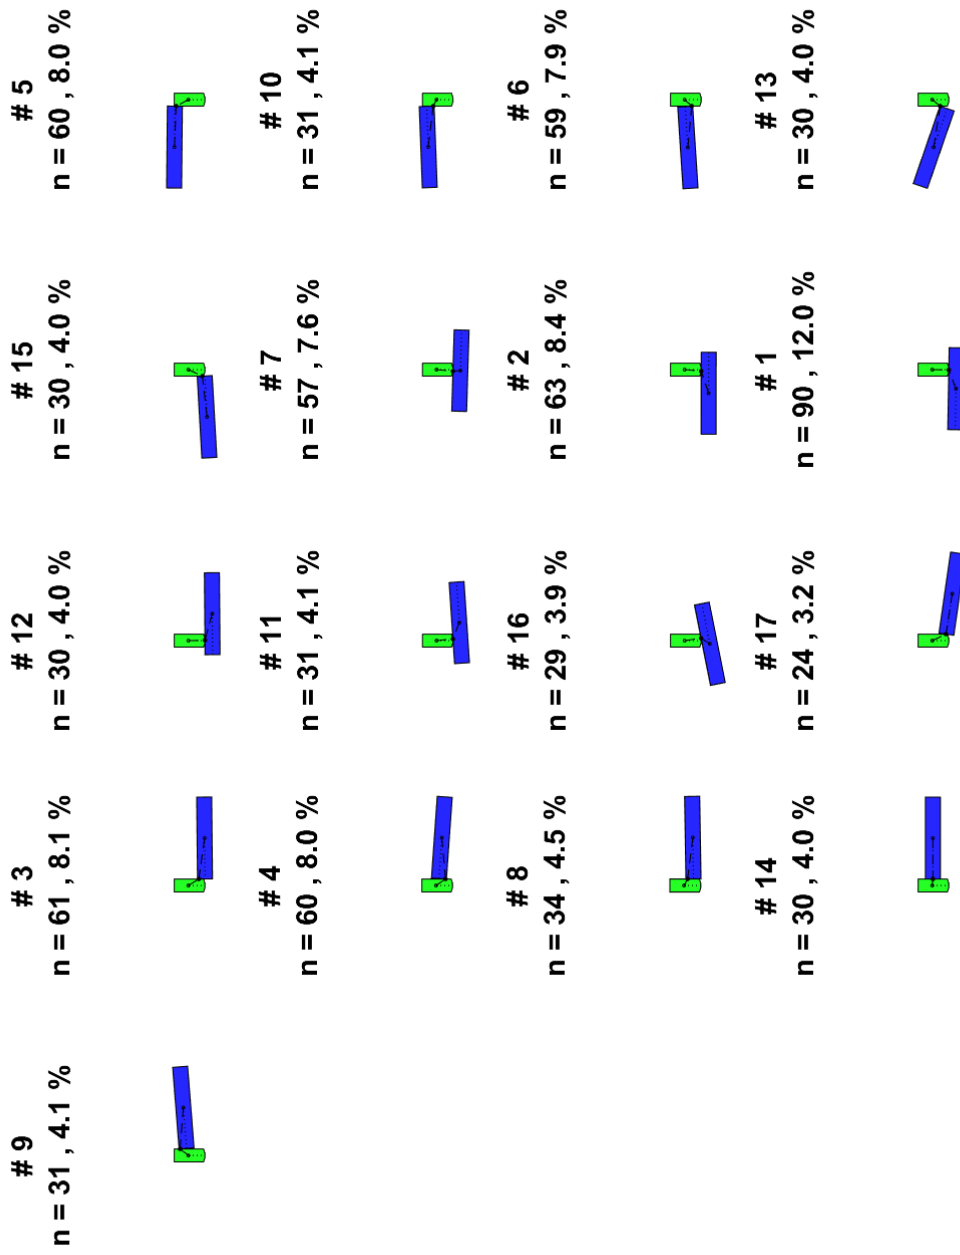 # 9
n = 31 , 4.1 %
# 3
n = 61 , 8.1 %
# 12
n = 30 , 4.0 %
# 15
n = 30 , 4.0 %
# 5
n = 60 , 8.0 %
# 4
n = 60 , 8.0 %
# 11
n = 31 , 4.1 %
# 7
n = 57 , 7.6 %
# 10
n = 31 , 4.1 %
# 8
n = 34 , 4.5 %
# 16
n = 29 , 3.9 %
# 2
n = 63 , 8.4 %
# 6
n = 59 , 7.9 %
# 14
n = 30 , 4.0 %
# 17
n = 24 , 3.2 %
# 1
n = 90 , 12.0 %
# 13
n = 30 , 4.0 %